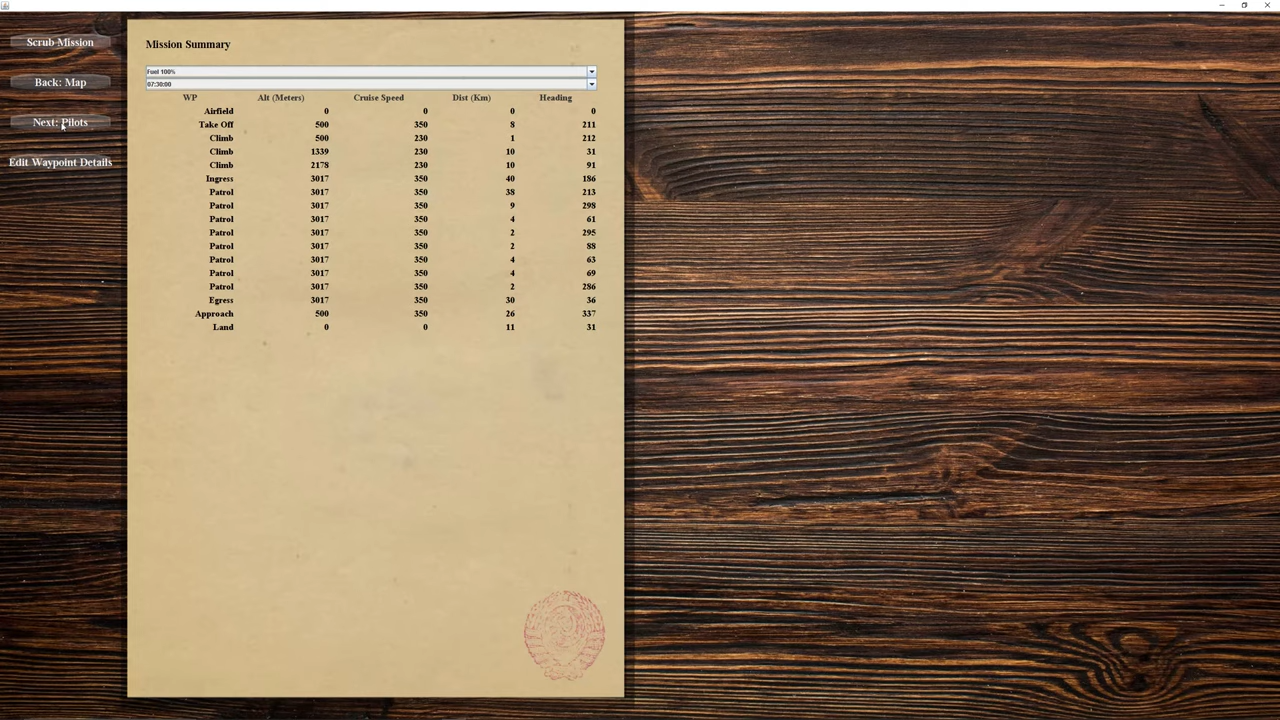 Scrub Mission
Back: Map
Next: Pilots
Edit Waypoint Details
Mission Summary
Fuel 100%
07:30:00
WP Alt (Meters) Cruise Speed Dist (Km) Heading
Airfield 0 0 0 0
Take Off 500 350 8 211
Climb 500 230 1 212
Climb 1339 230 10 31
Climb 2178 230 10 91
Ingress 3017 350 40 186
Patrol 3017 350 38 213
Patrol 3017 350 9 298
Patrol 3017 350 4 61
Patrol 3017 350 2 295
Patrol 3017 350 2 88
Patrol 3017 350 4 63
Patrol 3017 350 4 69
Patrol 3017 350 2 286
Egress 3017 350 30 36
Approach 500 350 26 337
Land 0 0 11 31